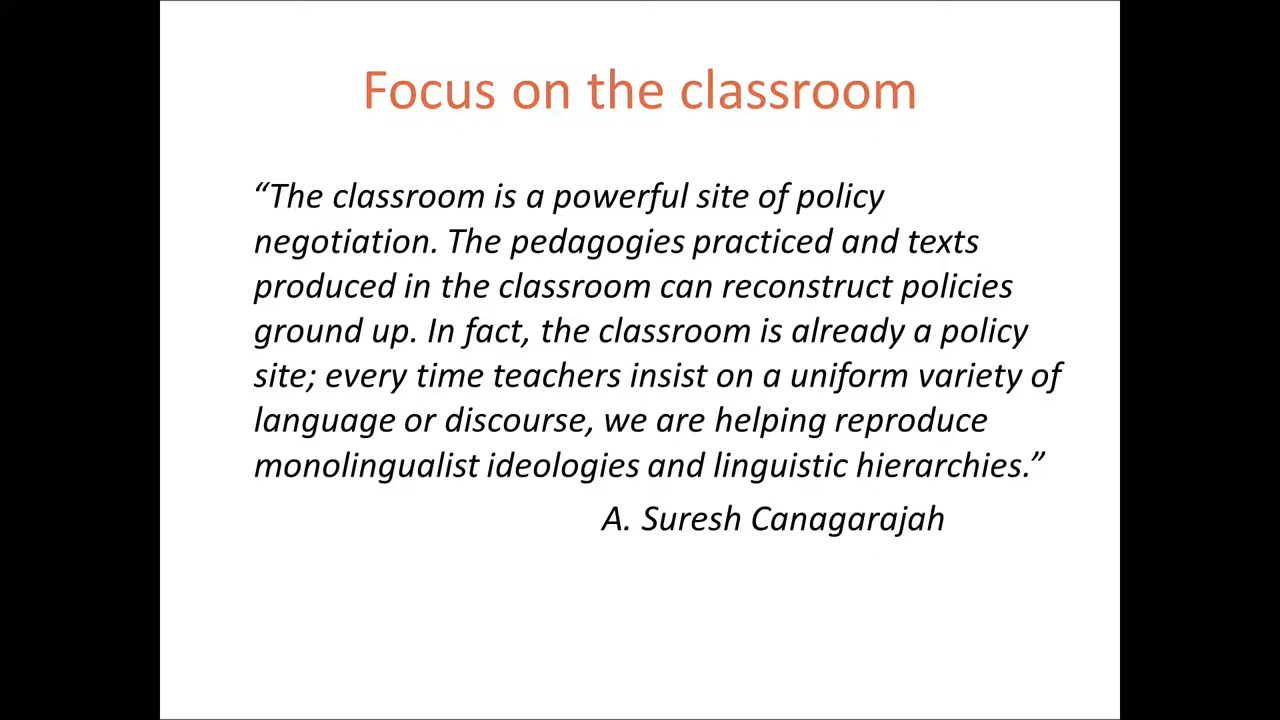 Focus on the classroom
“The classroom is a powerful site of policy
negotiation. The pedagogies practiced and texts
produced in the classroom can reconstruct policies
ground up. In fact, the classroom is already a policy
site; every time teachers insist on a uniform variety of
language or discourse, we are helping reproduce
monolingualist ideologies and linguistic hierarchies.”
A. Suresh Canagarajah